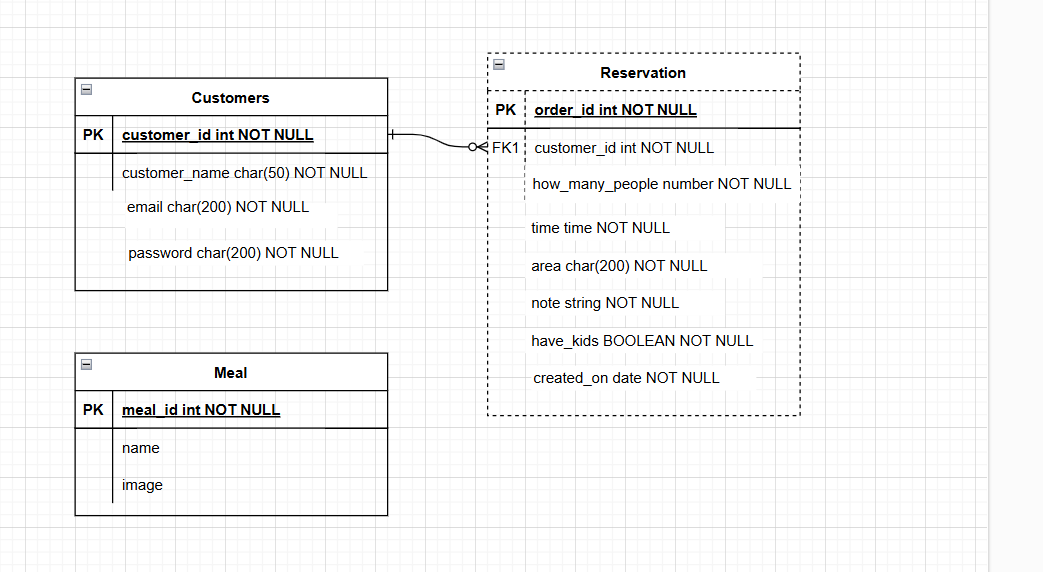 Customers
PK customer_id int NOT NULL
customer_name char(50) NOT NULL
email char(200) NOT NULL
password char(200) NOT NULL
Reservation
PK order_id int NOT NULL
FK1 customer_id int NOT NULL
how_many_people number NOT NULL
time time NOT NULL
area char(200) NOT NULL
note string NOT NULL
have_kids BOOLEAN NOT NULL
created_on date NOT NULL
Meal
PK meal_id int NOT NULL
name
image